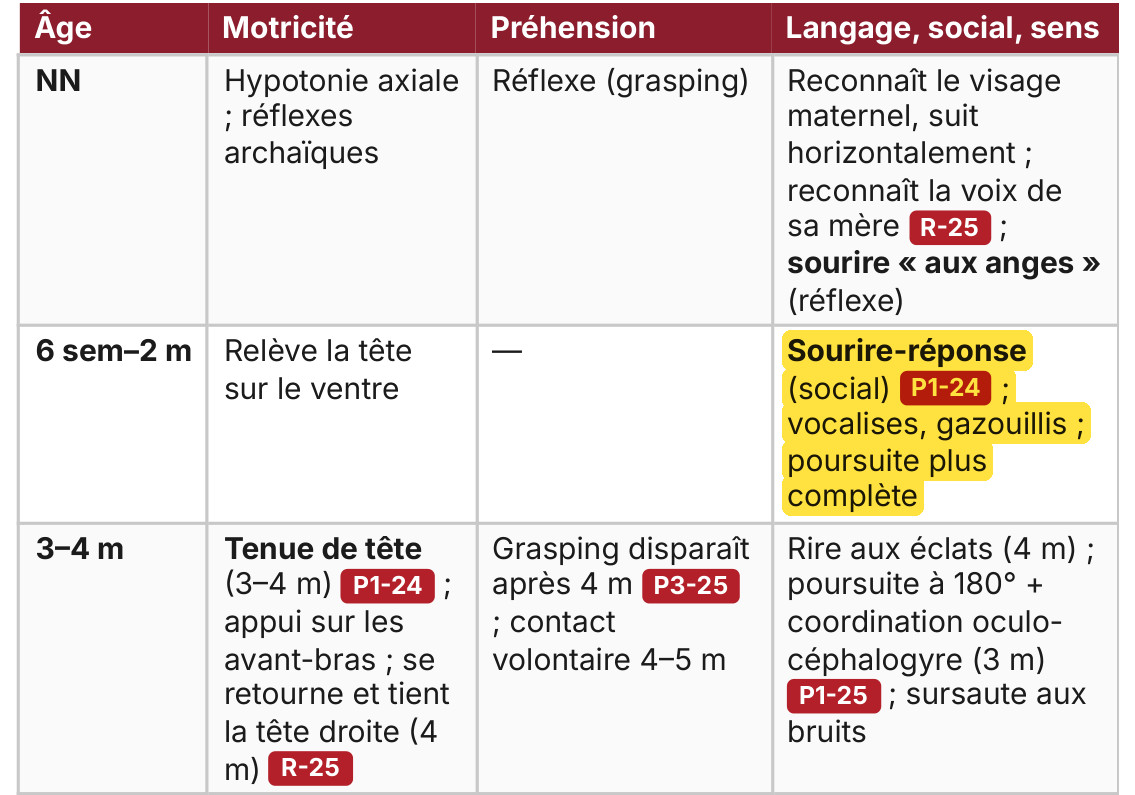 Âge
Motricité
Préhension
Langage, social, sens
NN
Hypotonie axiale
; réflexes
archaïques
Réflexe (grasping)
Reconnaît le visage
maternel, suit
horizontalement ;
reconnaît la voix de
sa mère R-25 ;
sourire « aux anges »
(réflexe)
6 sem–2 m
Relève la tête
sur le ventre
—
Sourire-réponse
(social) P1-24 ;
vocalises, gazouillis ;
poursuite plus
complète
3–4 m
Tenue de tête
(3–4 m) P1-24 ;
appui sur les
avant-bras ; se
retourne et tient
la tête droite (4
m) R-25
Grasping disparaît
après 4 m P3-25
; contact
volontaire 4–5 m
Rire aux éclats (4 m) ;
poursuite à 180° +
coordination oculo-
céphalogyre (3 m)
P1-25 ; sursaute aux
bruits